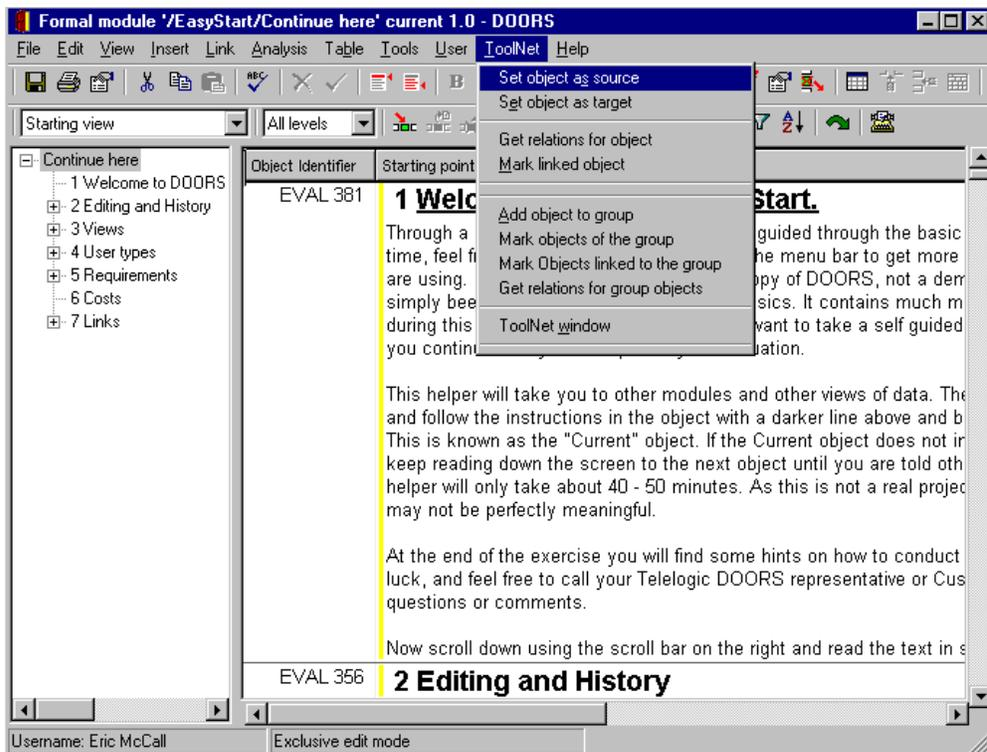 Formal module '/EasyStart/Continue here' current 1.0 - DOORS
File Edit View Insert Link Analysis Table Tools User ToolNet Help
ABC
B
Starting view
All levels
Set object as source
Set object as target
Get relations for object
Mark linked object
Add object to group
Mark objects of the group
Mark Objects linked to the group
Get relations for group objects
ToolNet window
Continue here
1 Welcome to DOORS
2 Editing and History
3 Views
4 User types
5 Requirements
6 Costs
7 Links
Object Identifier
Starting point
EVAL 381
1 Welc Start.
Through a guided through the basic
time, feel fr he menu bar to get more
are using. opy of DOORS, not a dem
simply bee sics. It contains much m
during this vant to take a self guided
you continu uation.
This helper will take you to other modules and other views of data. The
and follow the instructions in the object with a darker line above and b
This is known as the "Current" object. If the Current object does not in
keep reading down the screen to the next object until you are told oth
helper will only take about 40 - 50 minutes. As this is not a real projec
may not be perfectly meaningful.
At the end of the exercise you will find some hints on how to conduct
luck, and feel free to call your Telelogic DOORS representative or Cus
questions or comments.
Now scroll down using the scroll bar on the right and read the text in s
EVAL 356
2 Editing and History
Username: Eric McCall
Exclusive edit mode